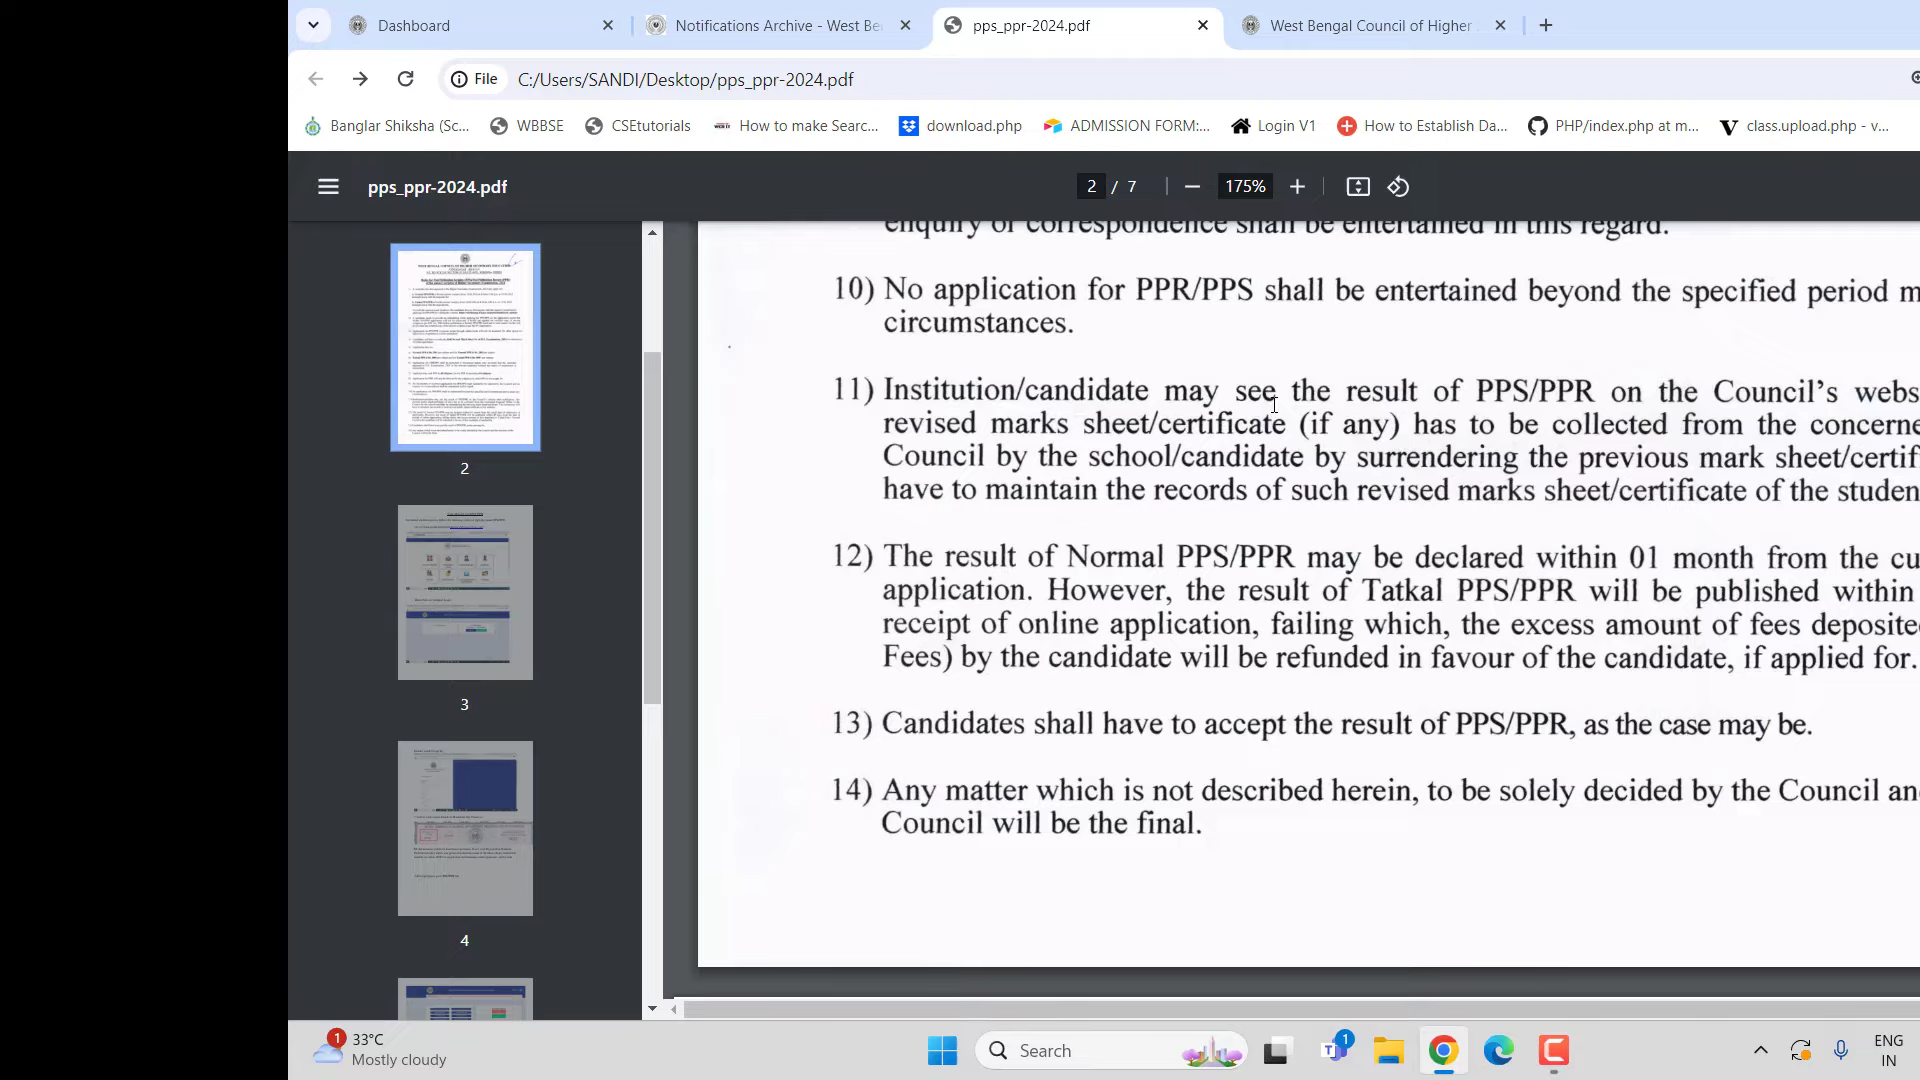 Dashboard
Notifications Archive - West Be
pps_ppr-2024.pdf
West Bengal Council of Higher
File
C:/Users/SANDI/Desktop/pps_ppr-2024.pdf
Banglar Shiksha (Sc...
WBBSE
CSEtutorials
How to make Searc...
download.php
ADMISSION FORM:...
Login V1
How to Establish Da...
PHP/index.php at m...
class.upload.php - v...
pps_ppr-2024.pdf
2 / 7
175%
enquiry or correspondence shall be entertained in this regard.
10) No application for PPR/PPS shall be entertained beyond the specified period m
circumstances.
11) Institution/candidate may see the result of PPS/PPR on the Council's webs
revised marks sheet/certificate (if any) has to be collected from the concerne
Council by the school/candidate by surrendering the previous mark sheet/certif
have to maintain the records of such revised marks sheet/certificate of the studen
12) The result of Normal PPS/PPR may be declared within 01 month from the cu
application. However, the result of Tatkal PPS/PPR will be published within
receipt of online application, failing which, the excess amount of fees deposite
Fees) by the candidate will be refunded in favour of the candidate, if applied for.
13) Candidates shall have to accept the result of PPS/PPR, as the case may be.
14) Any matter which is not described herein, to be solely decided by the Council an
Council will be the final.
2
3
4
1
33°C
Mostly cloudy
Search
1
ENG
IN